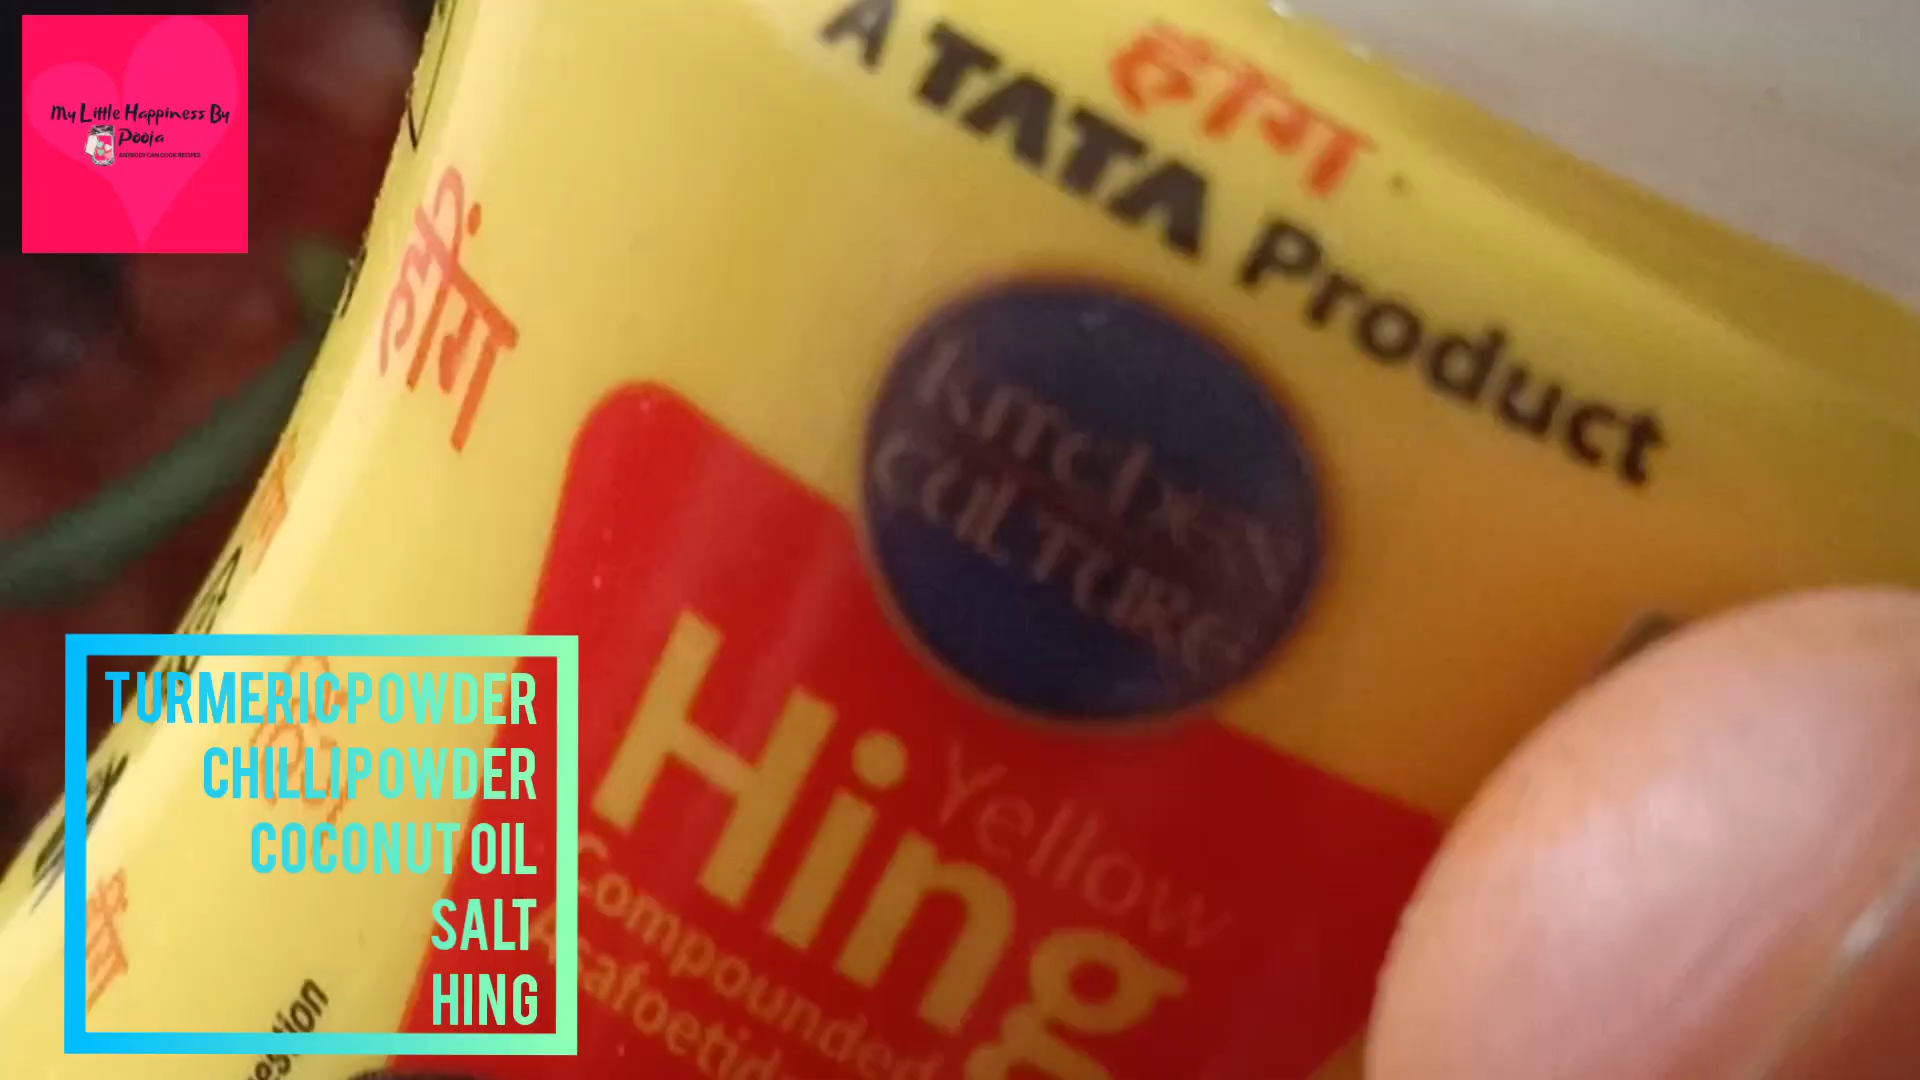 My Little Happiness By
Pooja
ANYBODY CAN COOK RECIPES
हींग
A TATA Product
हींग
KITCHEN
CULTURE
Yellow
Hing
Compounded
TURMERIC POWDER
CHILLI POWDER
COCONUT OIL
SALT
HING